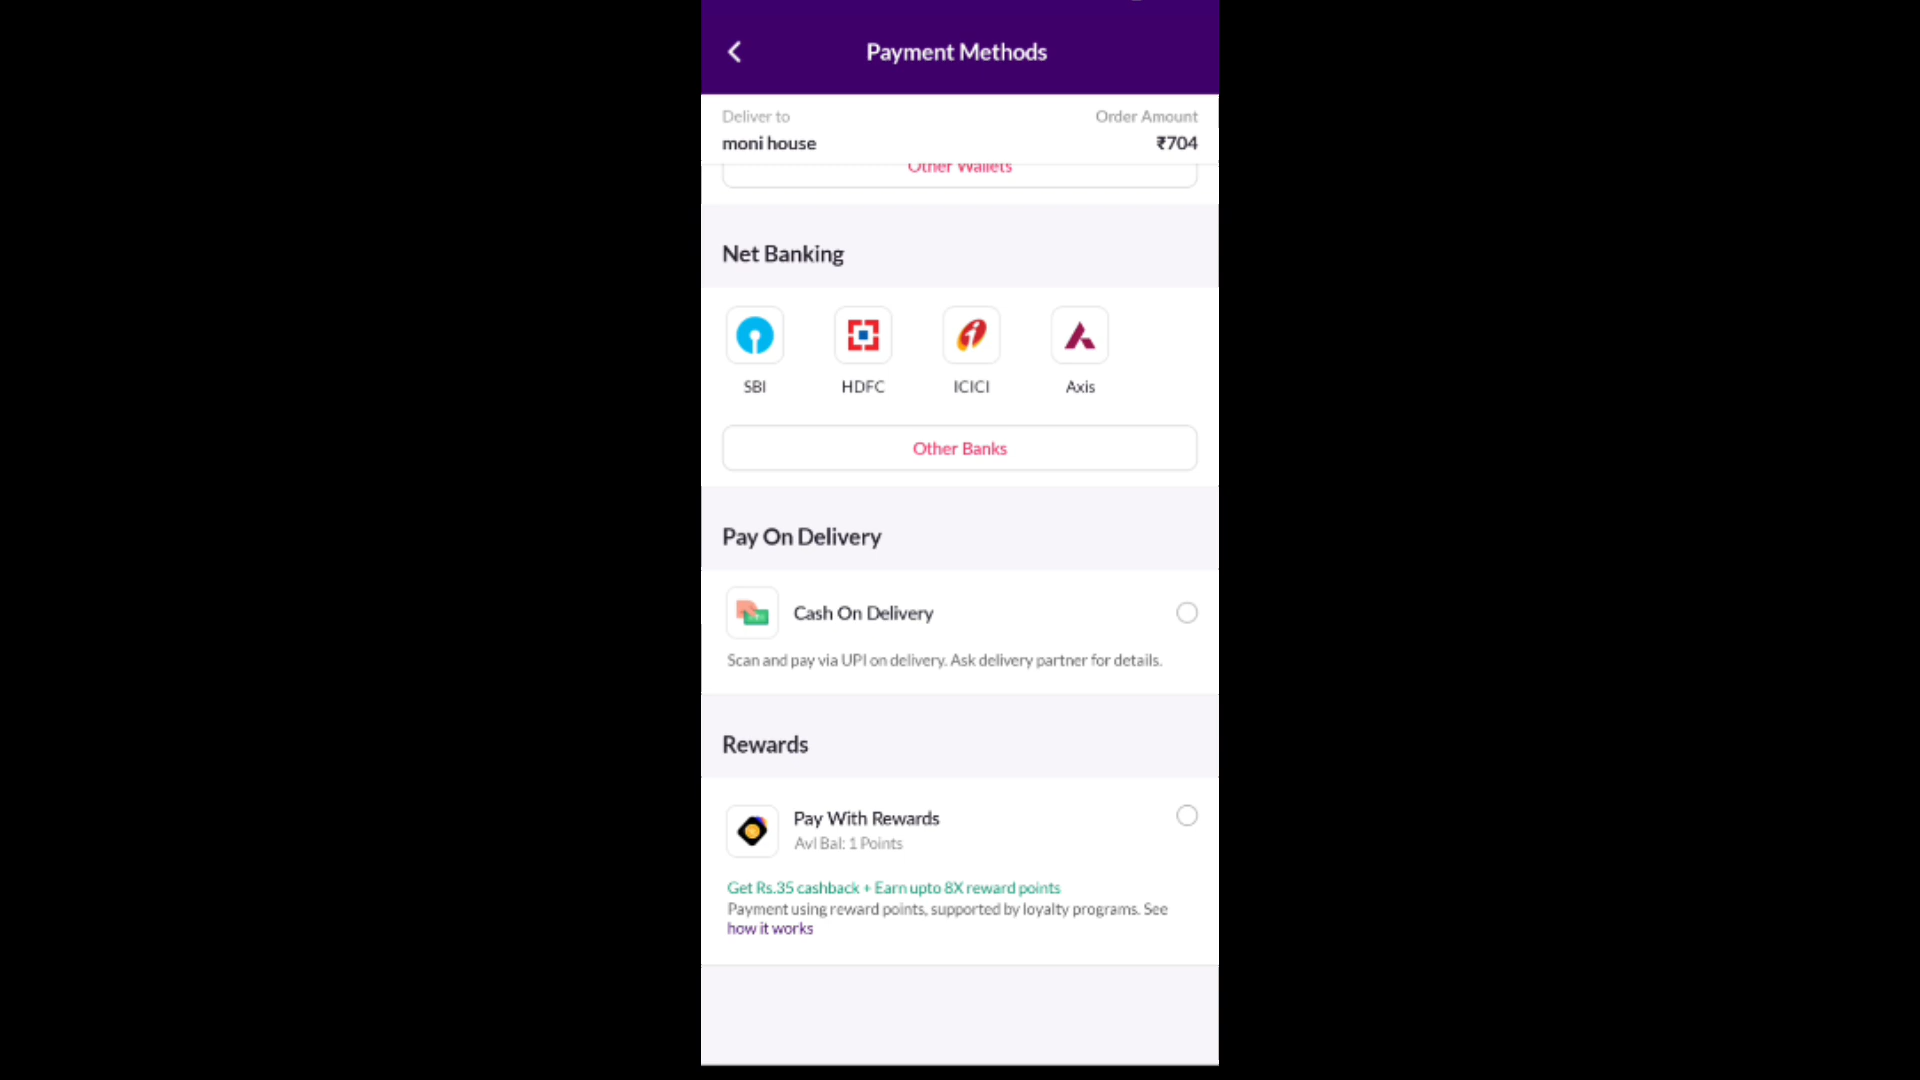 Payment Methods
Deliver to
Order Amount
moni house
₹704
Other Wallets
Net Banking
SBI
HDFC
ICICI
Axis
Other Banks
Pay On Delivery
Cash On Delivery
Scan and pay via UPI on delivery. Ask delivery partner for details.
Rewards
Pay With Rewards
Avl Bal: 1 Points
Get Rs.35 cashback + Earn upto 8X reward points
Payment using reward points, supported by loyalty programs. See
how it works